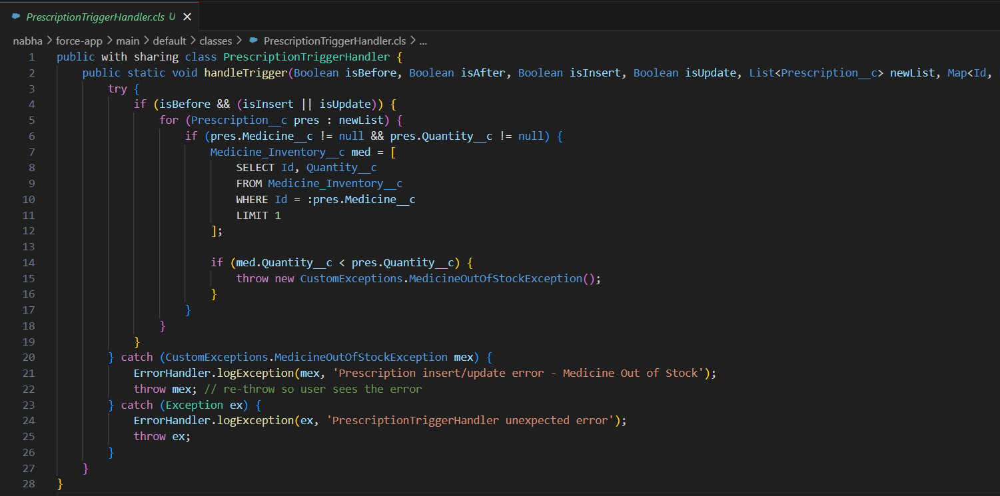 PrescriptionTriggerHandler.cls U ×
nabha > force-app > main > default > classes > PrescriptionTriggerHandler.cls > ...
1 public with sharing class PrescriptionTriggerHandler {
2     public static void handleTrigger(Boolean isBefore, Boolean isAfter, Boolean isInsert, Boolean isUpdate, List<Prescription__c> newList, Map<Id,
3         try {
4             if (isBefore && (isInsert || isUpdate)) {
5                 for (Prescription__c pres : newList) {
6                     if (pres.Medicine__c != null && pres.Quantity__c != null) {
7                         Medicine_Inventory__c med = [
8                             SELECT Id, Quantity__c
9                             FROM Medicine_Inventory__c
10                             WHERE Id = :pres.Medicine__c
11                             LIMIT 1
12                         ];
13
14                         if (med.Quantity__c < pres.Quantity__c) {
15                             throw new CustomExceptions.MedicineOutOfStockException();
16                         }
17                     }
18                 }
19             }
20         } catch (CustomExceptions.MedicineOutOfStockException mex) {
21             ErrorHandler.logException(mex, 'Prescription insert/update error - Medicine Out of Stock');
22             throw mex; // re-throw so user sees the error
23         } catch (Exception ex) {
24             ErrorHandler.logException(ex, 'PrescriptionTriggerHandler unexpected error');
25             throw ex;
26         }
27     }
28 }